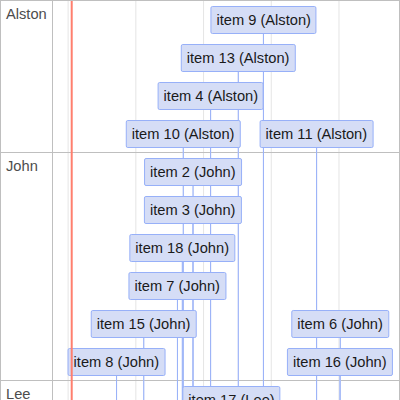 Alston
item 9 (Alston)
item 13 (Alston)
item 4 (Alston)
item 10 (Alston)
item 11 (Alston)
John
item 2 (John)
item 3 (John)
item 18 (John)
item 7 (John)
item 15 (John)
item 6 (John)
item 8 (John)
item 16 (John)
Lee
item 17 (Lee)